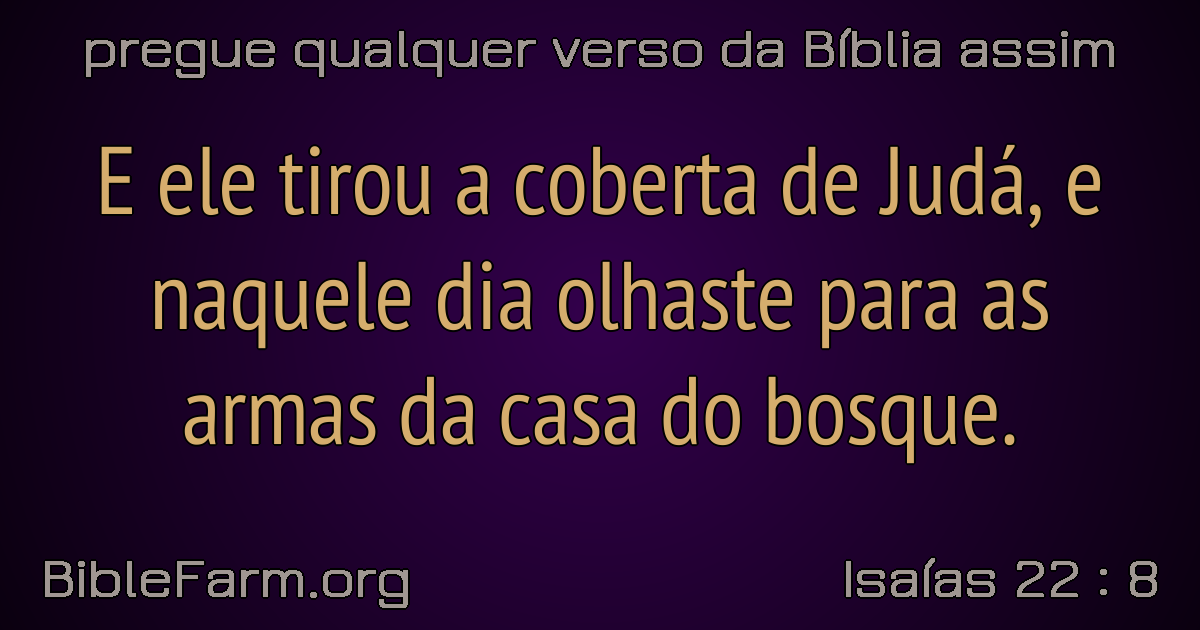 pregue qualquer verso da Bíblia assim
E ele tirou a coberta de Judá, e
naquele dia olhaste para as
armas da casa do bosque.
BibleFarm.org
Isaías 22 : 8